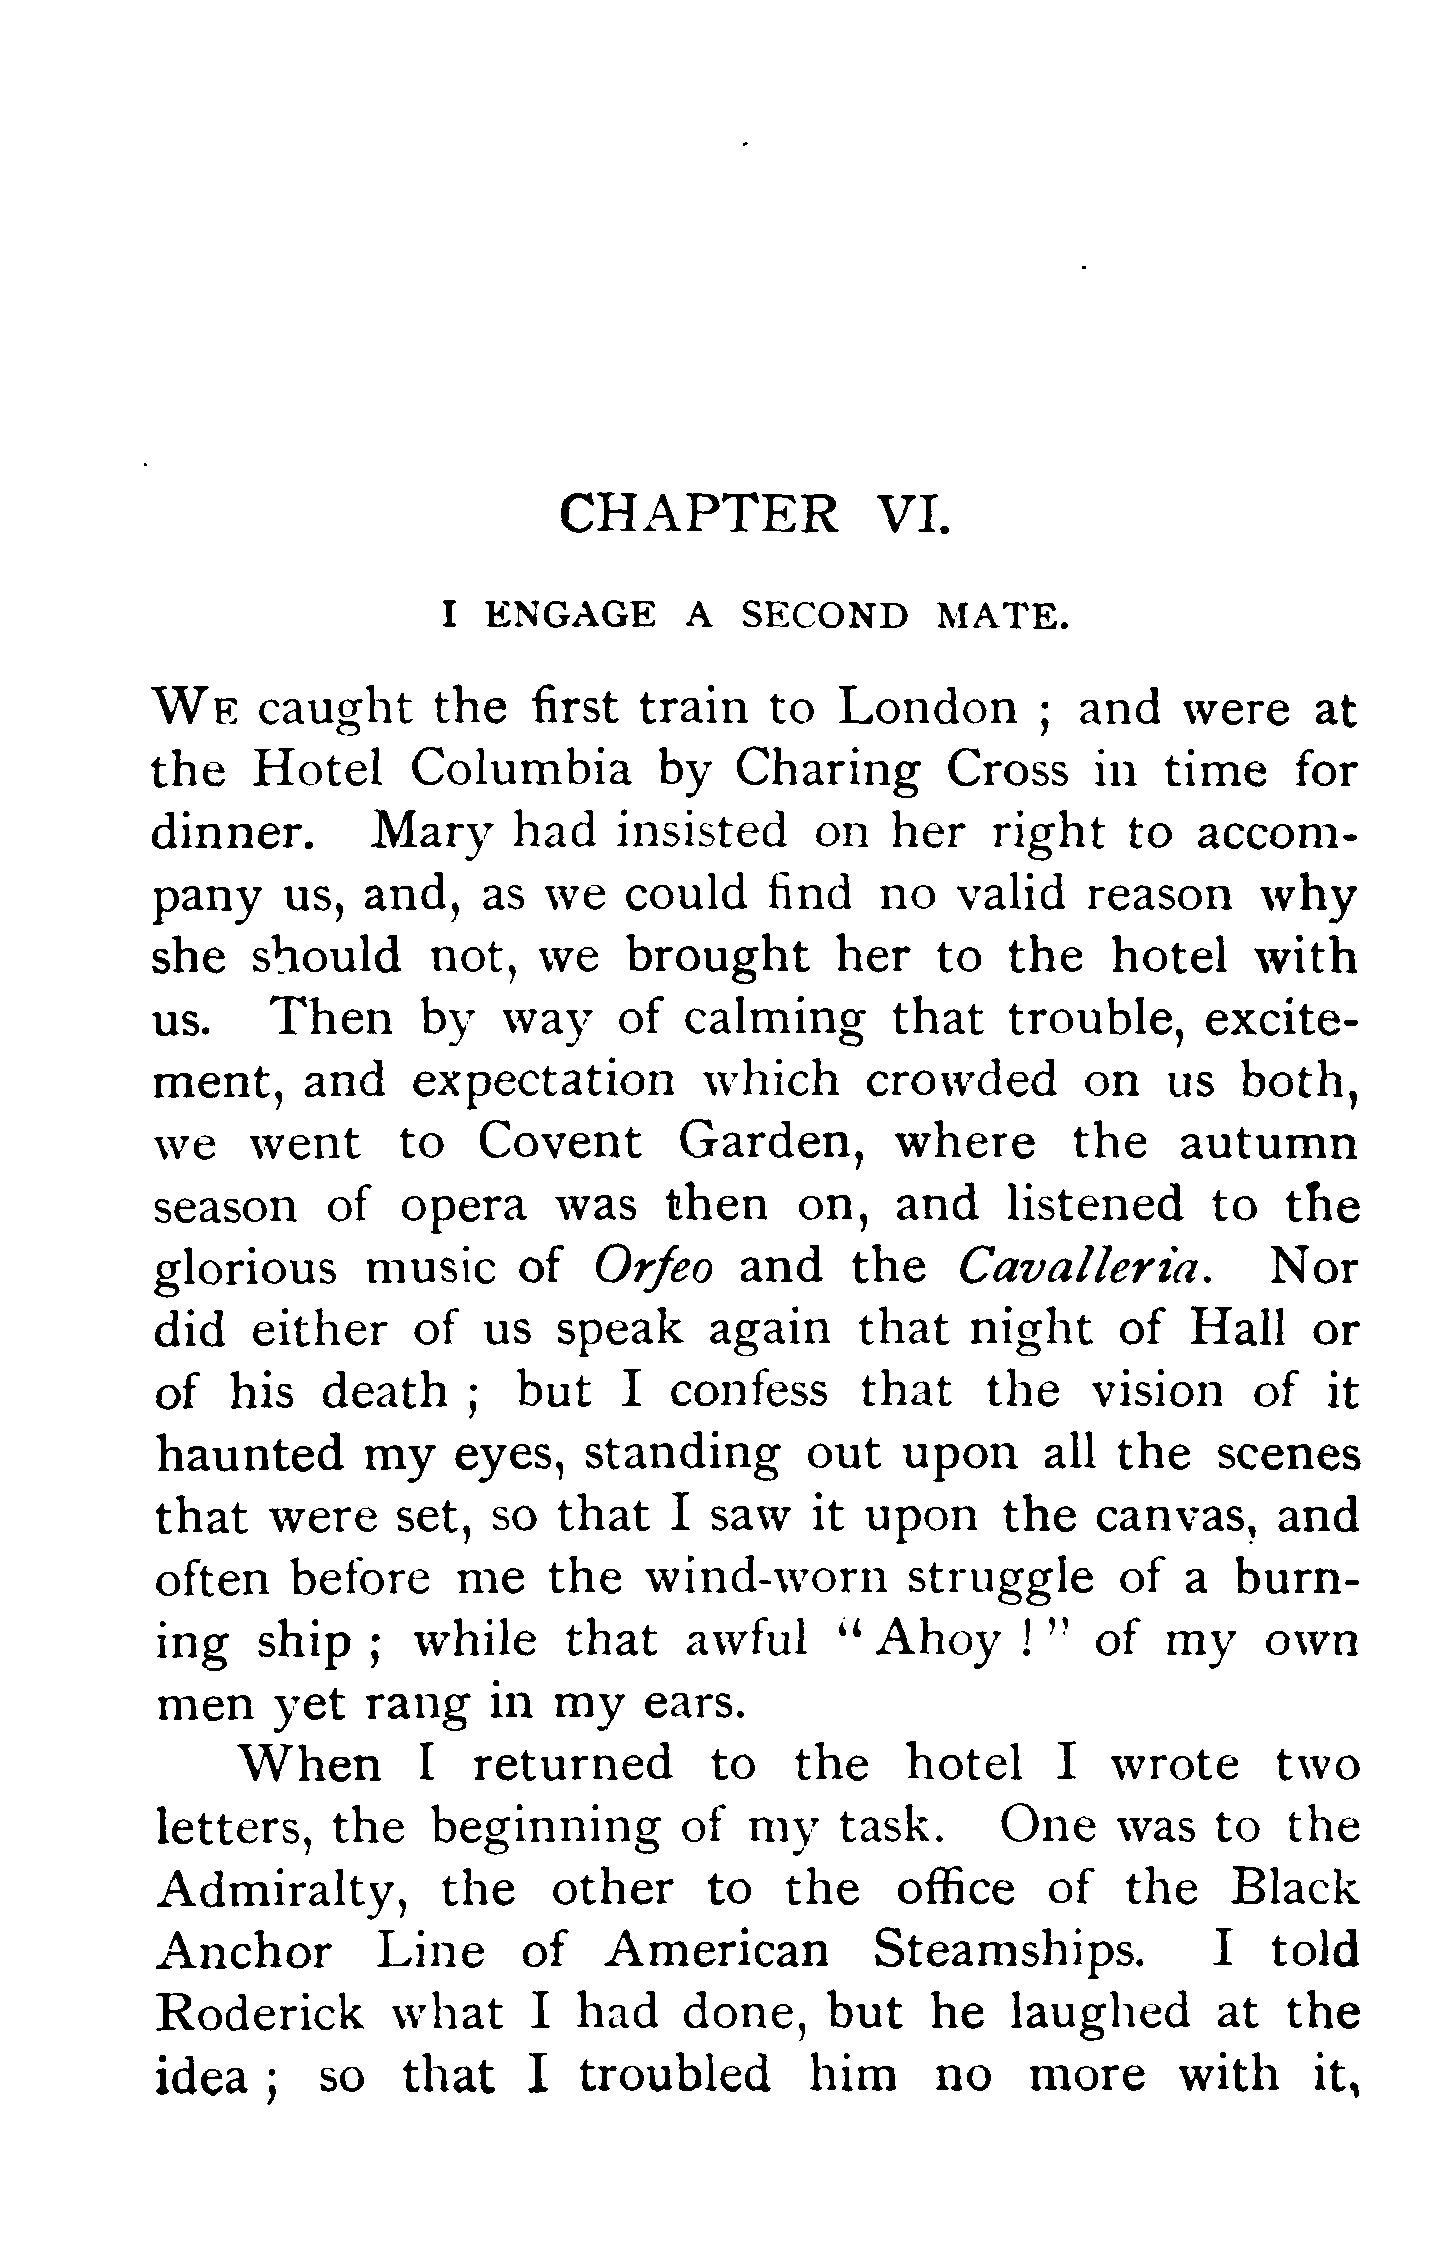 CHAPTER VI.
I ENGAGE A SECOND MATE.
WE caught the first train to London ; and were at
the Hotel Columbia by Charing Cross in time for
dinner. Mary had insisted on her right to accom-
pany us, and, as we could find no valid reason why
she should not, we brought her to the hotel with
us. Then by way of calming that trouble, excite-
ment, and expectation which crowded on us both,
we went to Covent Garden, where the autumn
season of opera was then on, and listened to the
glorious music of Orfeo and the Cavalleria. Nor
did either of us speak again that night of Hall or
of his death ; but I confess that the vision of it
haunted my eyes, standing out upon all the scenes
that were set, so that I saw it upon the canvas, and
often before me the wind-worn struggle of a burn-
ing ship ; while that awful “ Ahoy ! ” of my own
men yet rang in my ears.
When I returned to the hotel I wrote two
letters, the beginning of my task. One was to the
Admiralty, the other to the office of the Black
Anchor Line of American Steamships. I told
Roderick what I had done, but he laughed at the
idea ; so that I troubled him no more with it,